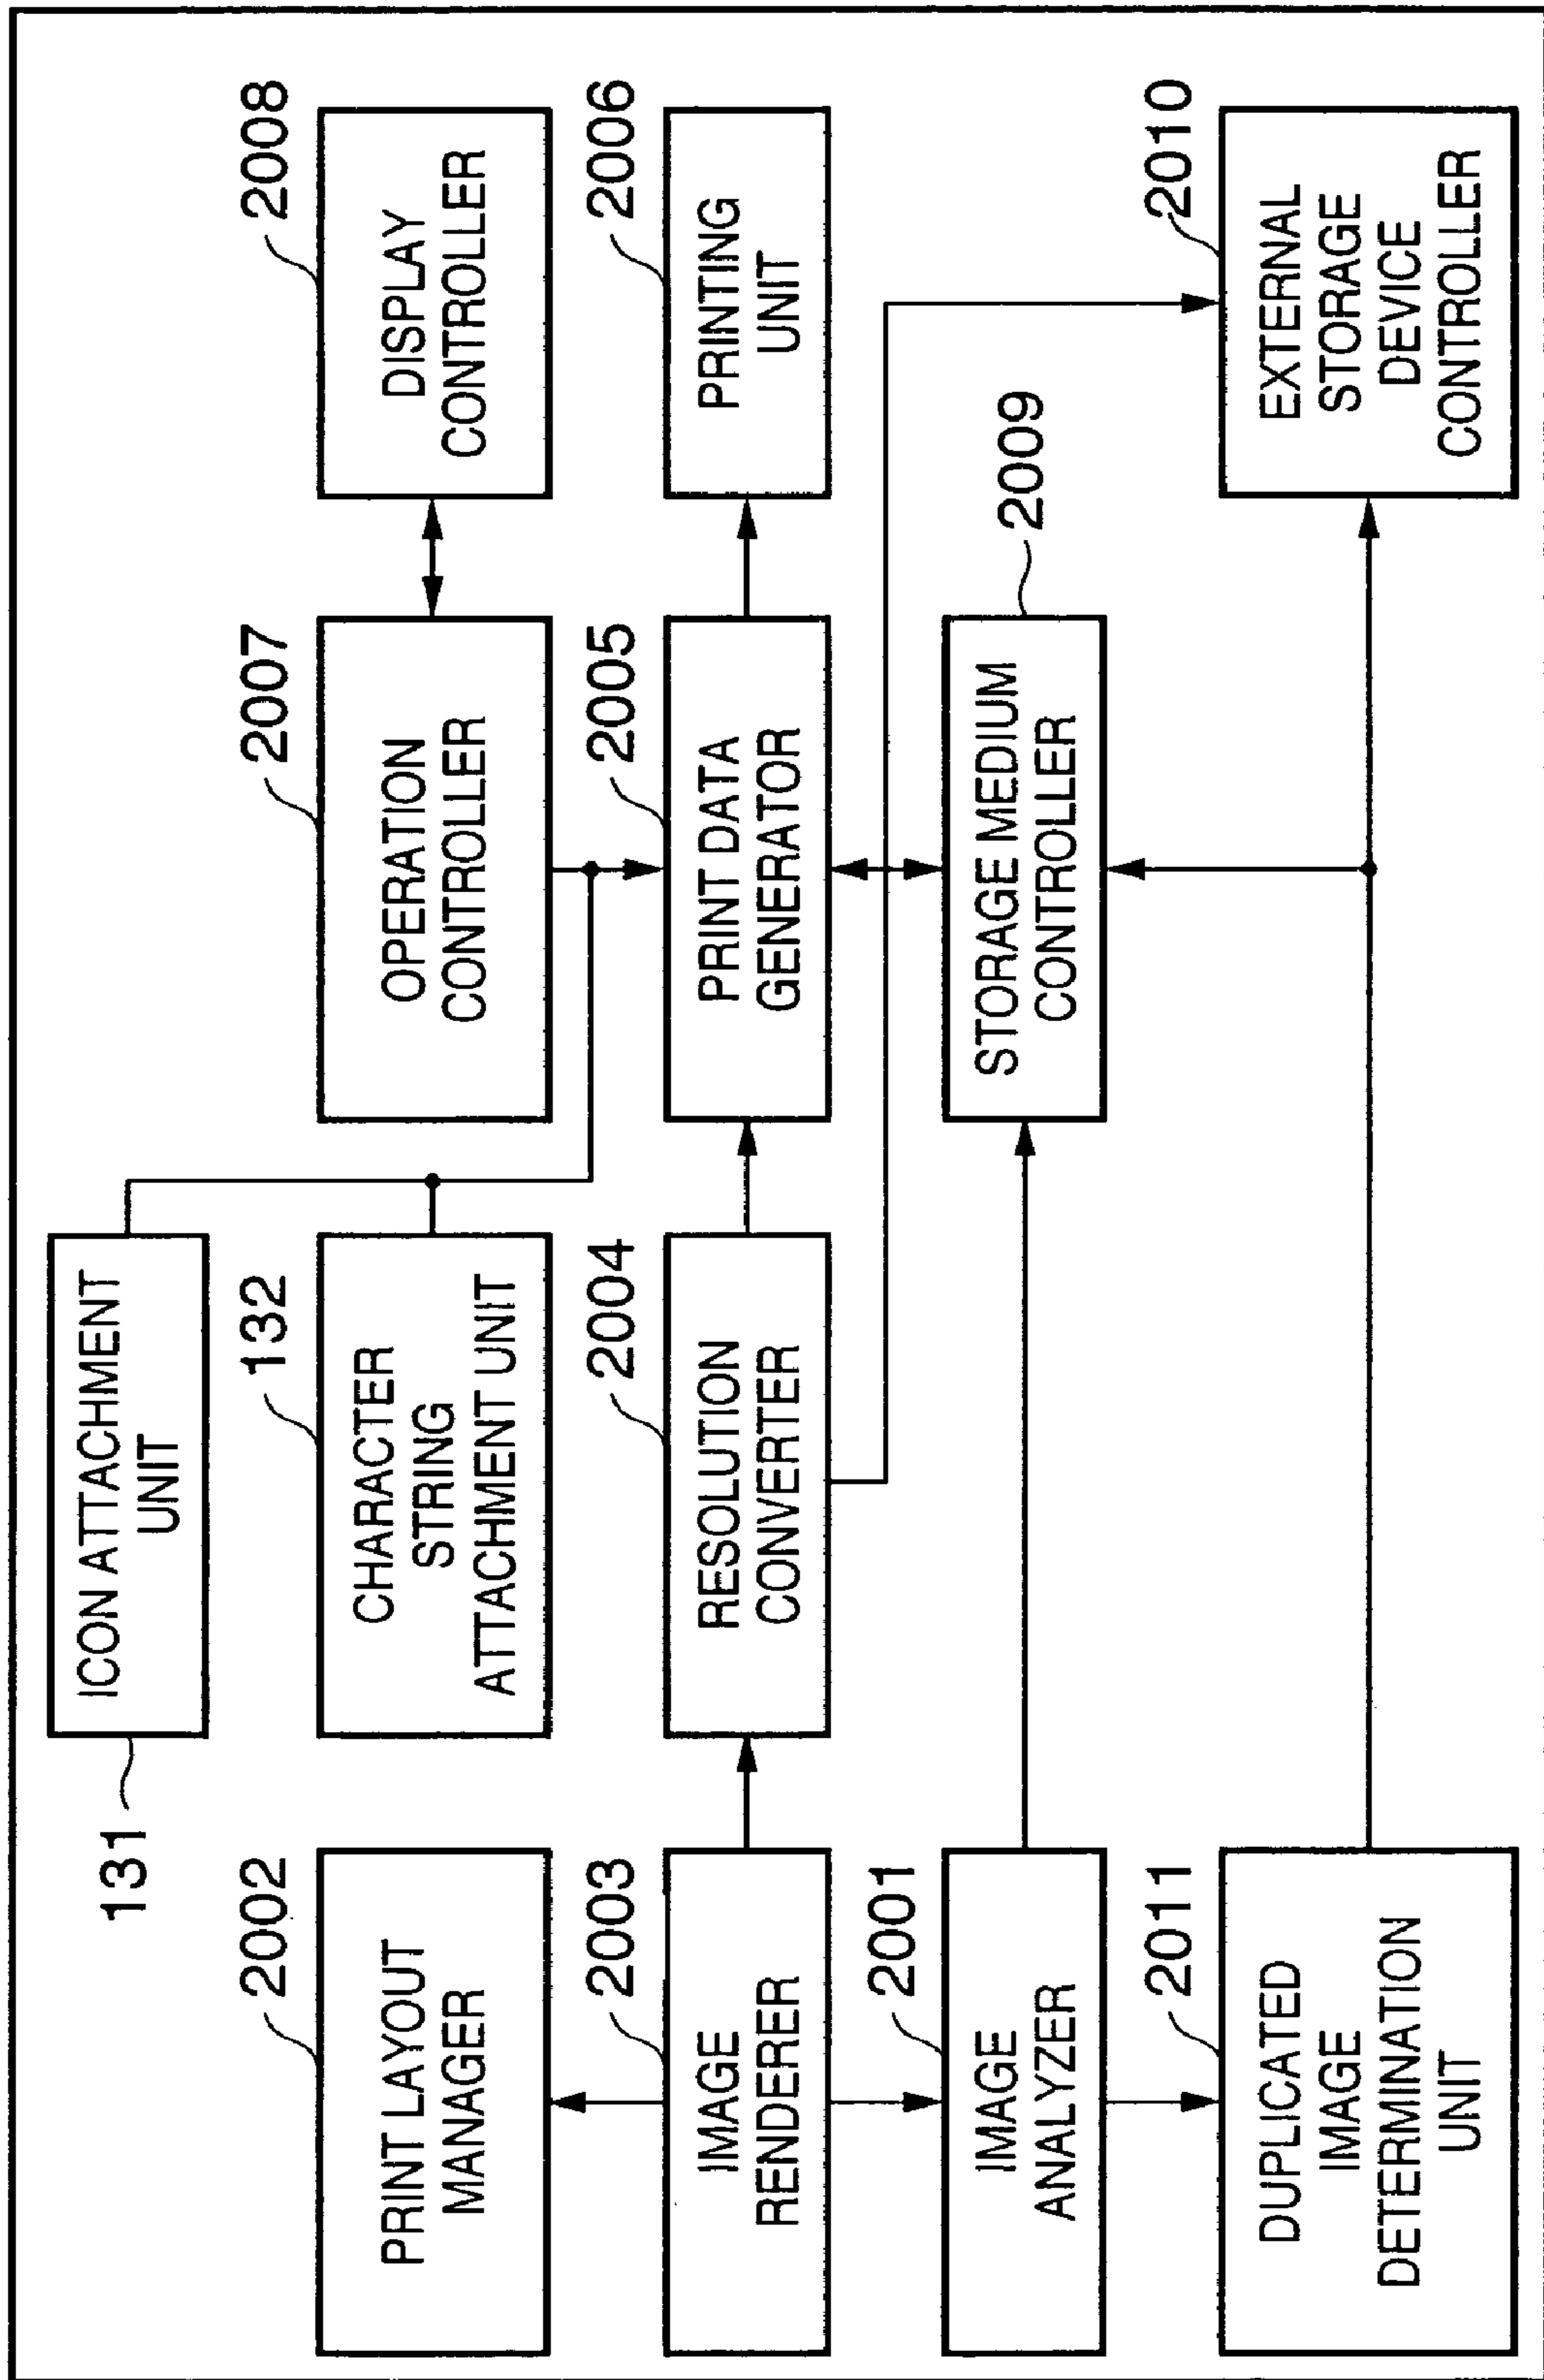 ICON ATTACHMENT
UNIT
131
2002
PRINT LAYOUT
MANAGER
132
CHARACTER
STRING
ATTACHMENT UNIT
2007
OPERATION
CONTROLLER
2008
DISPLAY
CONTROLLER
2003
IMAGE
RENDERER
2004
RESOLUTION
CONVERTER
2005
PRINT DATA
GENERATOR
2006
PRINTING
UNIT
2001
IMAGE
ANALYZER
2009
STORAGE MEDIUM
CONTROLLER
2011
DUPLICATED
IMAGE
DETERMINATION
UNIT
2010
EXTERNAL
STORAGE
DEVICE
CONTROLLER